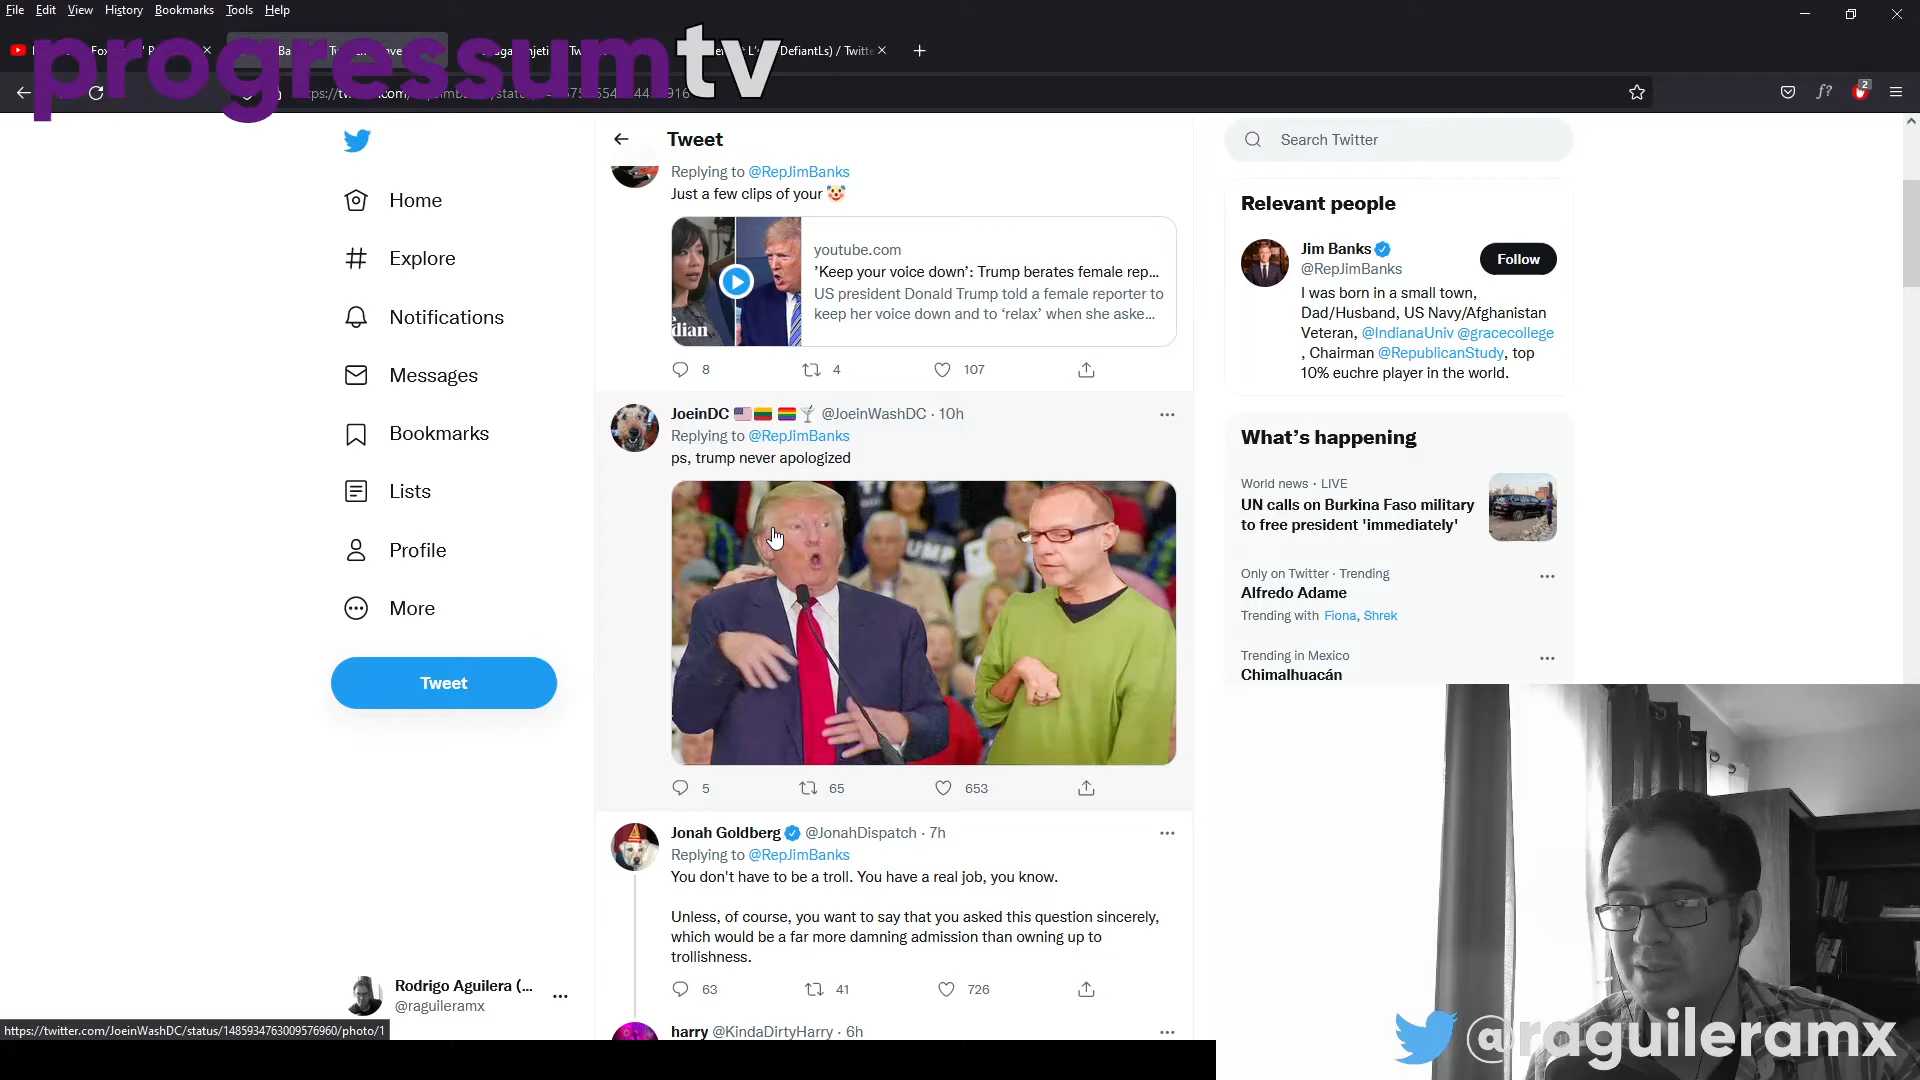 File Edit View History Bookmarks Tools Help
progressumtv
DefiantLs) / Twitte
Tweet
Search Twitter
Home
Explore
Notifications
Messages
Bookmarks
Lists
Profile
More
Tweet
Rodrigo Aguilera (...
@raguileramx
Replying to @RepJimBanks
Just a few clips of your 🤡
youtube.com
'Keep your voice down': Trump berates female rep...
US president Donald Trump told a female reporter to
keep her voice down and to ‘relax’ when she aske...
dian
8 4 107
JoeinDC 🇺🇸🇱🇹🏳️‍🌈🍸 @JoeinWashDC · 10h
Replying to @RepJimBanks
ps, trump never apologized
5 65 653
Jonah Goldberg @JonahDispatch · 7h
Replying to @RepJimBanks
You don't have to be a troll. You have a real job, you know.
Unless, of course, you want to say that you asked this question sincerely,
which would be a far more damning admission than owning up to
trollishness.
63 41 726
harry @KindaDirtyHarry · 6h
Relevant people
Jim Banks
@RepJimBanks
Follow
I was born in a small town,
Dad/Husband, US Navy/Afghanistan
Veteran, @IndianaUniv @gracecollege
, Chairman @RepublicanStudy, top
10% euchre player in the world.
What’s happening
World news · LIVE
UN calls on Burkina Faso military
to free president 'immediately'
Only on Twitter · Trending
Alfredo Adame
Trending with Fiona, Shrek
Trending in Mexico
Chimalhuacán
https://twitter.com/JoeinWashDC/status/1485934763009576960/photo/1
@raguileramx